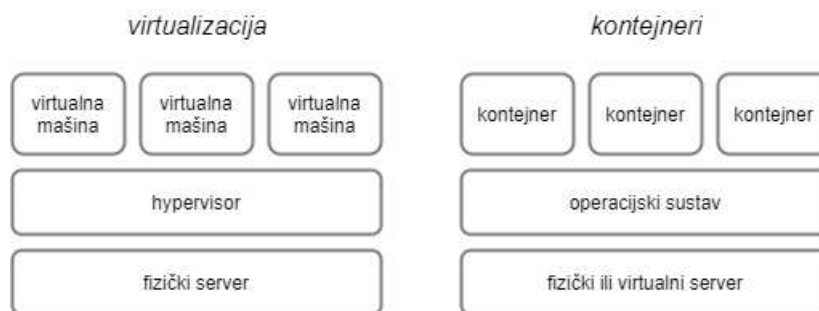 virtualizacija
kontejneri
virtualna
mašina
virtualna
mašina
virtualna
mašina
kontejner
kontejner
kontejner
hypervisor
operacijski sustav
fizički server
fizički ili virtualni server